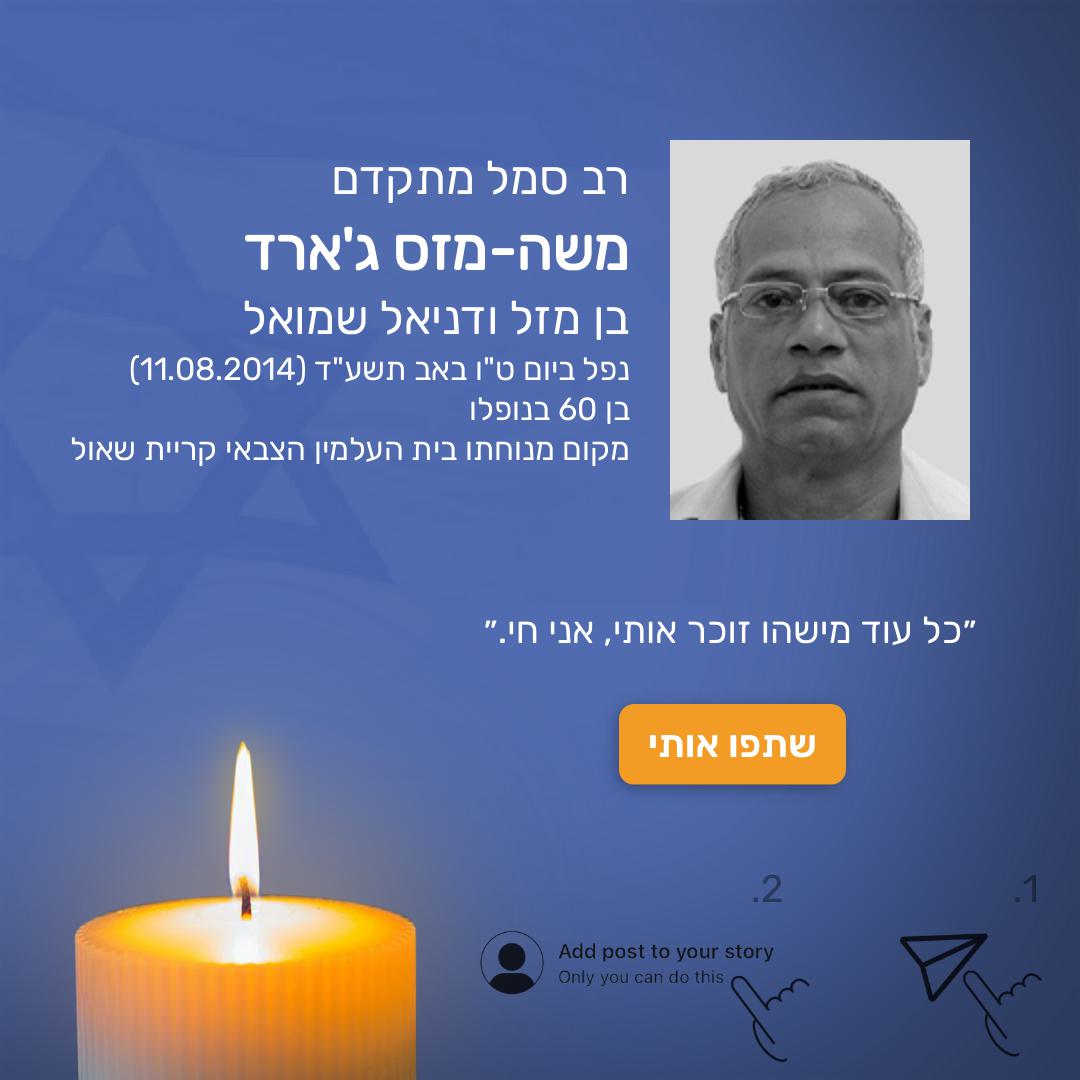 רב סמל מתקדם
משה-מזס ג'ארד
בן מזל ודניאל שמואל
נפל ביום ט"ו באב תשע"ד (11.08.2014)
בן 60 בנופלו
מקום מנוחתו בית העלמין הצבאי קריית שאול
״כל עוד מישהו זוכר אותי, אני חי.״
שתפו אותי
1.
2.
Add post to your story
Only you can do this